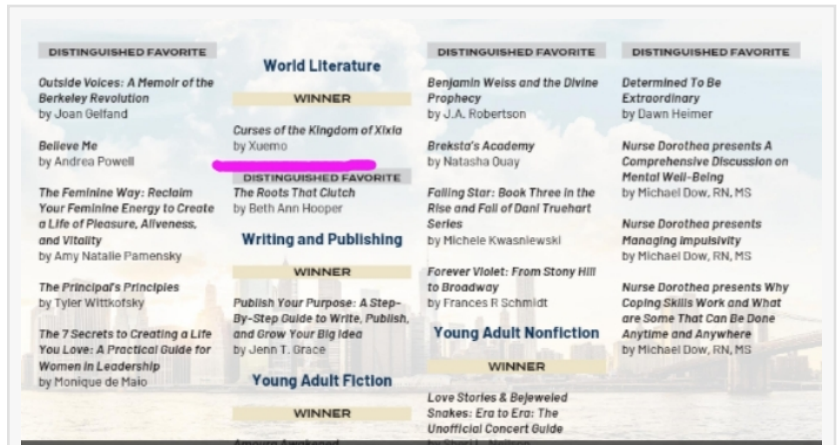 DISTINGUISHED FAVORITE
Outside Voices: A Memoir of the
Berkeley Revolution
by Joan Gelfand
Believe Me
by Andrea Powell
The Feminine Way: Reclaim
Your Feminine Energy to Create
a Life of Pleasure, Aliveness,
and Vitality
by Amy Natalie Pamensky
The Principal's Principles
by Tyler Wittkofsky
The 7 Secrets to Creating a Life
You Love: A Practical Guide for
Women in Leadership
by Monique de Maio
World Literature
WINNER
Curses of the Kingdom of Xixia
by Xuemo
DISTINGUISHED FAVORITE
The Roots That Clutch
by Beth Ann Hooper
Writing and Publishing
WINNER
Publish Your Purpose: A Step-
By-Step Guide to Write, Publish,
and Grow Your Big Idea
by Jenn T. Grace
Young Adult Fiction
WINNER
DISTINGUISHED FAVORITE
Benjamin Weiss and the Divine
Prophecy
by J.A. Robertson
Breksta's Academy
by Natasha Quay
Falling Star: Book Three in the
Rise and Fall of Dani Truehart
Series
by Michele Kwasniewski
Forever Violet: From Stony Hill
to Broadway
by Frances R Schmidt
Young Adult Nonfiction
WINNER
Love Stories & Bejeweled
Snakes: Era to Era: The
Unofficial Concert Guide
DISTINGUISHED FAVORITE
Determined To Be
Extraordinary
by Dawn Heimer
Nurse Dorothea presents A
Comprehensive Discussion on
Mental Well-Being
by Michael Dow, RN, MS
Nurse Dorothea presents
Managing Impulsivity
by Michael Dow, RN, MS
Nurse Dorothea presents Why
Coping Skills Work and What
are Some That Can Be Done
Anytime and Anywhere
by Michael Dow, RN, MS